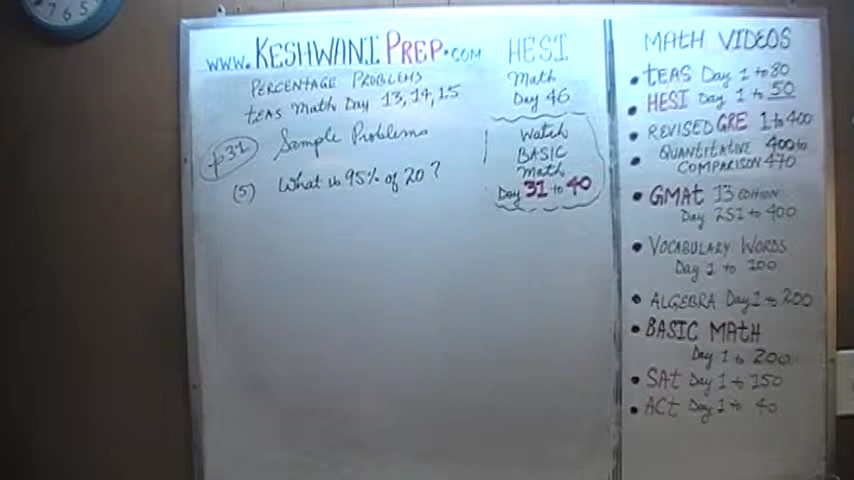 www.KESHWANIPREP.COM
PERCENTAGE PROBLEMS
TEAS Math Day 13,14,15
p31 Sample Problems
(5) What is 95% of 20?
HESI
Math
Day 46
Watch
BASIC
Math
Day 31 to 40
MATH VIDEOS
• TEAS Day 1 to 80
• HESI Day 1 to 50
• REVISED GRE 1 to 400
• QUANTITATIVE 400 to
COMPARISON 470
• GMAT 13 EDITION
Day 251 to 400
• VOCABULARY WORDS
Day 1 to 100
• ALGEBRA Day 1 to 200
• BASIC MATH
Day 1 to 200
• SAT Day 1 to 150
• ACT Day 1 to 40
7 6 5